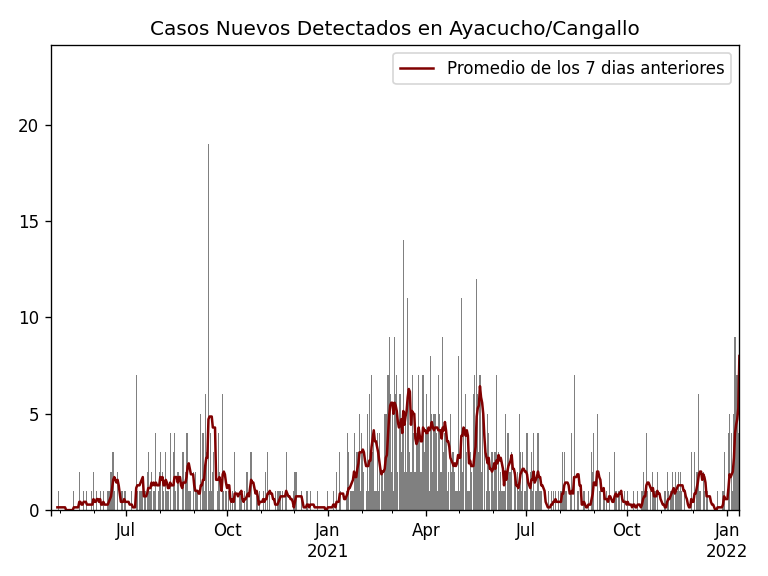 Casos Nuevos Detectados en Ayacucho/Cangallo
Promedio de los 7 dias anteriores
20
15
10
5
0
Jul
Oct
Jan
2021
Apr
Jul
Oct
Jan
2022